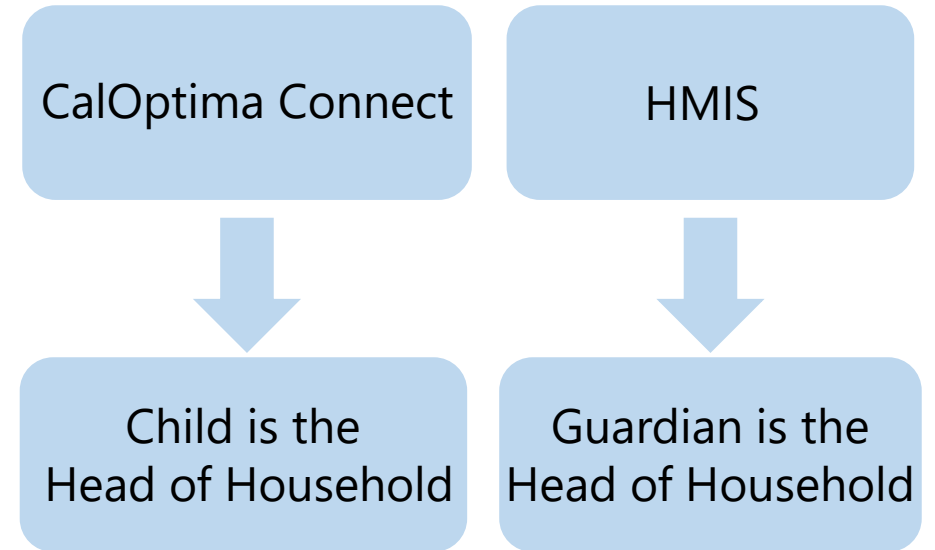 CalOptima Connect
HMIS
Child is the
Head of Household
Guardian is the
Head of Household